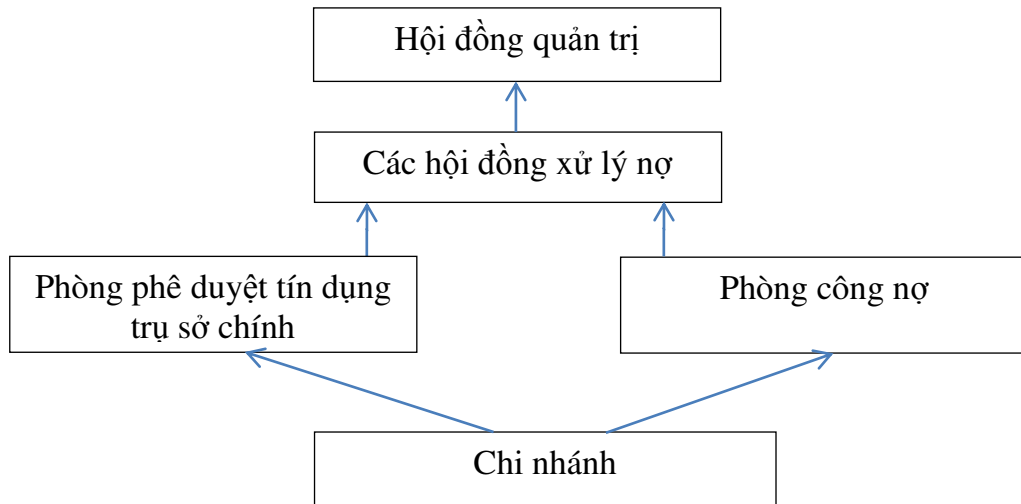 Hội đồng quản trị
Các hội đồng xử lý nợ
Phòng phê duyệt tín dụng
trụ sở chính
Phòng công nợ
Chi nhánh